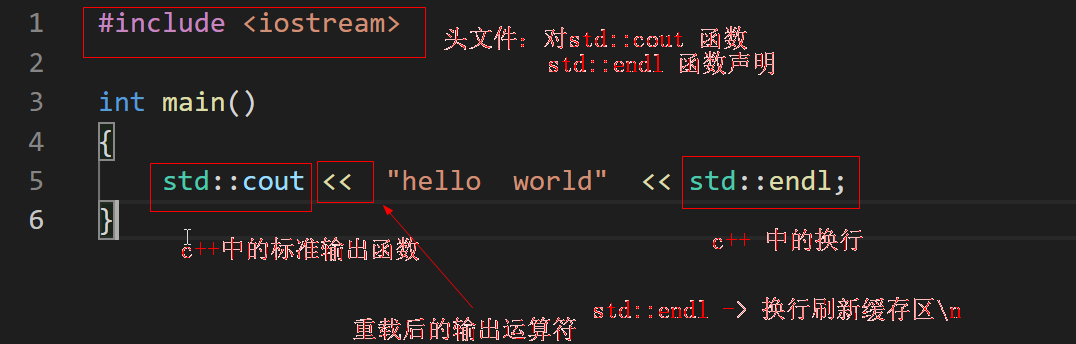 1 #include <iostream>
头文件：对std::cout 函数
2
std::endl 函数声明
3 int main()
4 {
5 std::cout << "hello  world"  << std::endl;
6 }
c++中的标准输出函数
c++ 中的换行
std::endl -> 换行刷新缓存区\n
重载后的输出运算符